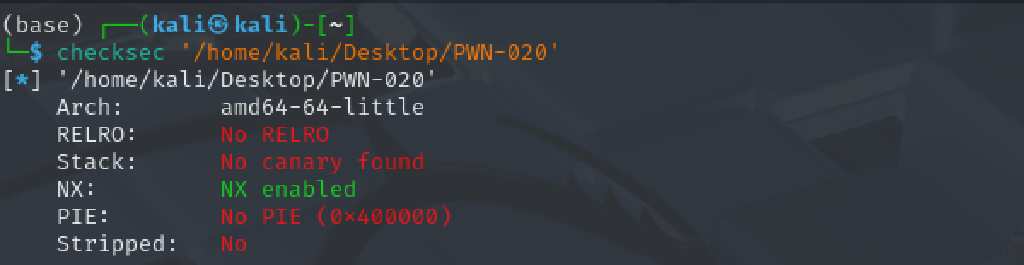 (base) ┌──(kali㉿kali)-[~]
└─$ checksec '/home/kali/Desktop/PWN-020'
[*] '/home/kali/Desktop/PWN-020'
    Arch:       amd64-64-little
    RELRO:      No RELRO
    Stack:      No canary found
    NX:         NX enabled
    PIE:        No PIE (0x400000)
    Stripped:   No